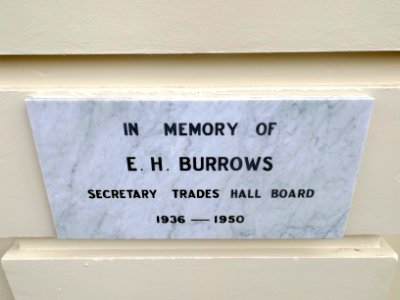 IN MEMORY OF
E. H. BURROWS
SECRETARY TRADES HALL BOARD
1936 — 1950